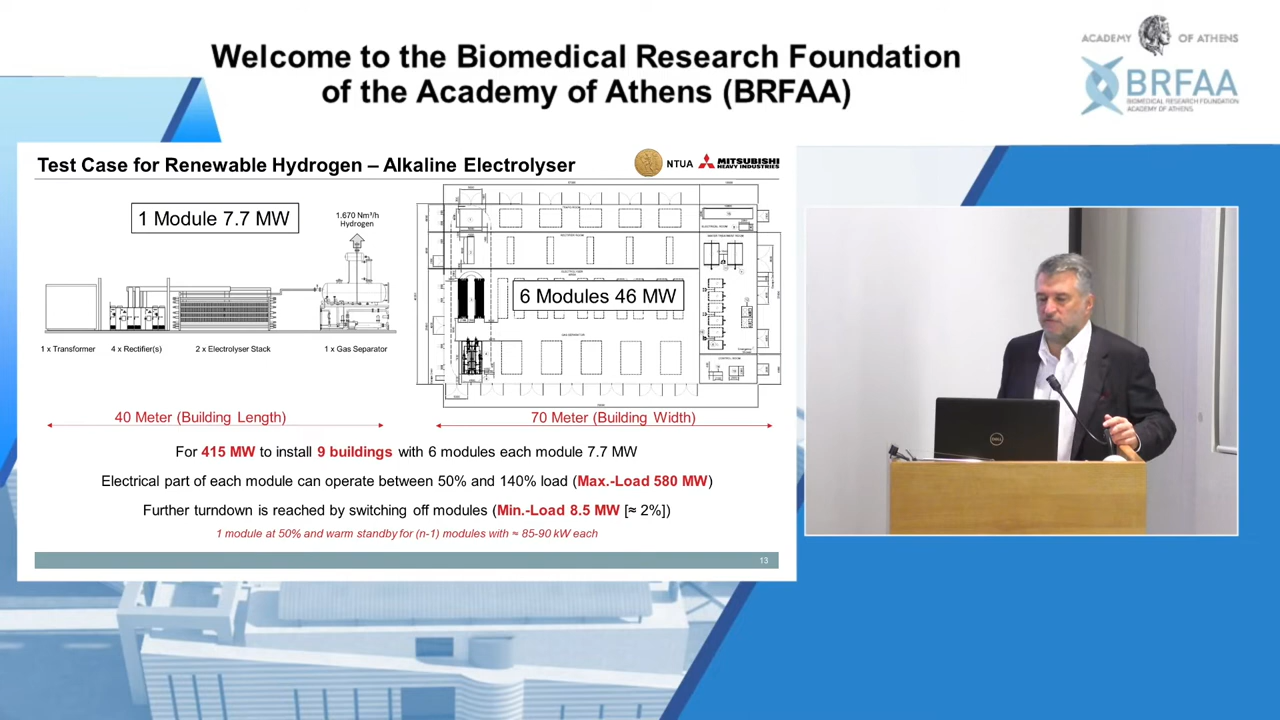 Welcome to the Biomedical Research Foundation
of the Academy of Athens (BRFAA)
ACADEMY OF ATHENS
BRFAA
BIOMEDICAL RESEARCH FOUNDATION
ACADEMY OF ATHENS
Test Case for Renewable Hydrogen – Alkaline Electrolyser
NTUA
MITSUBISHI
HEAVY INDUSTRIES
1 Module 7.7 MW
1.670 Nm³/h
Hydrogen
1 x Transformer
4 x Rectifier(s)
2 x Electrolyser Stack
1 x Gas Separator
6 Modules 46 MW
40 Meter (Building Length)
70 Meter (Building Width)
For 415 MW to install 9 buildings with 6 modules each module 7.7 MW
Electrical part of each module can operate between 50% and 140% load (Max.-Load 580 MW)
Further turndown is reached by switching off modules (Min.-Load 8.5 MW [≈ 2%])
1 module at 50% and warm standby for (n-1) modules with ≈ 85-90 kW each
13
DELL